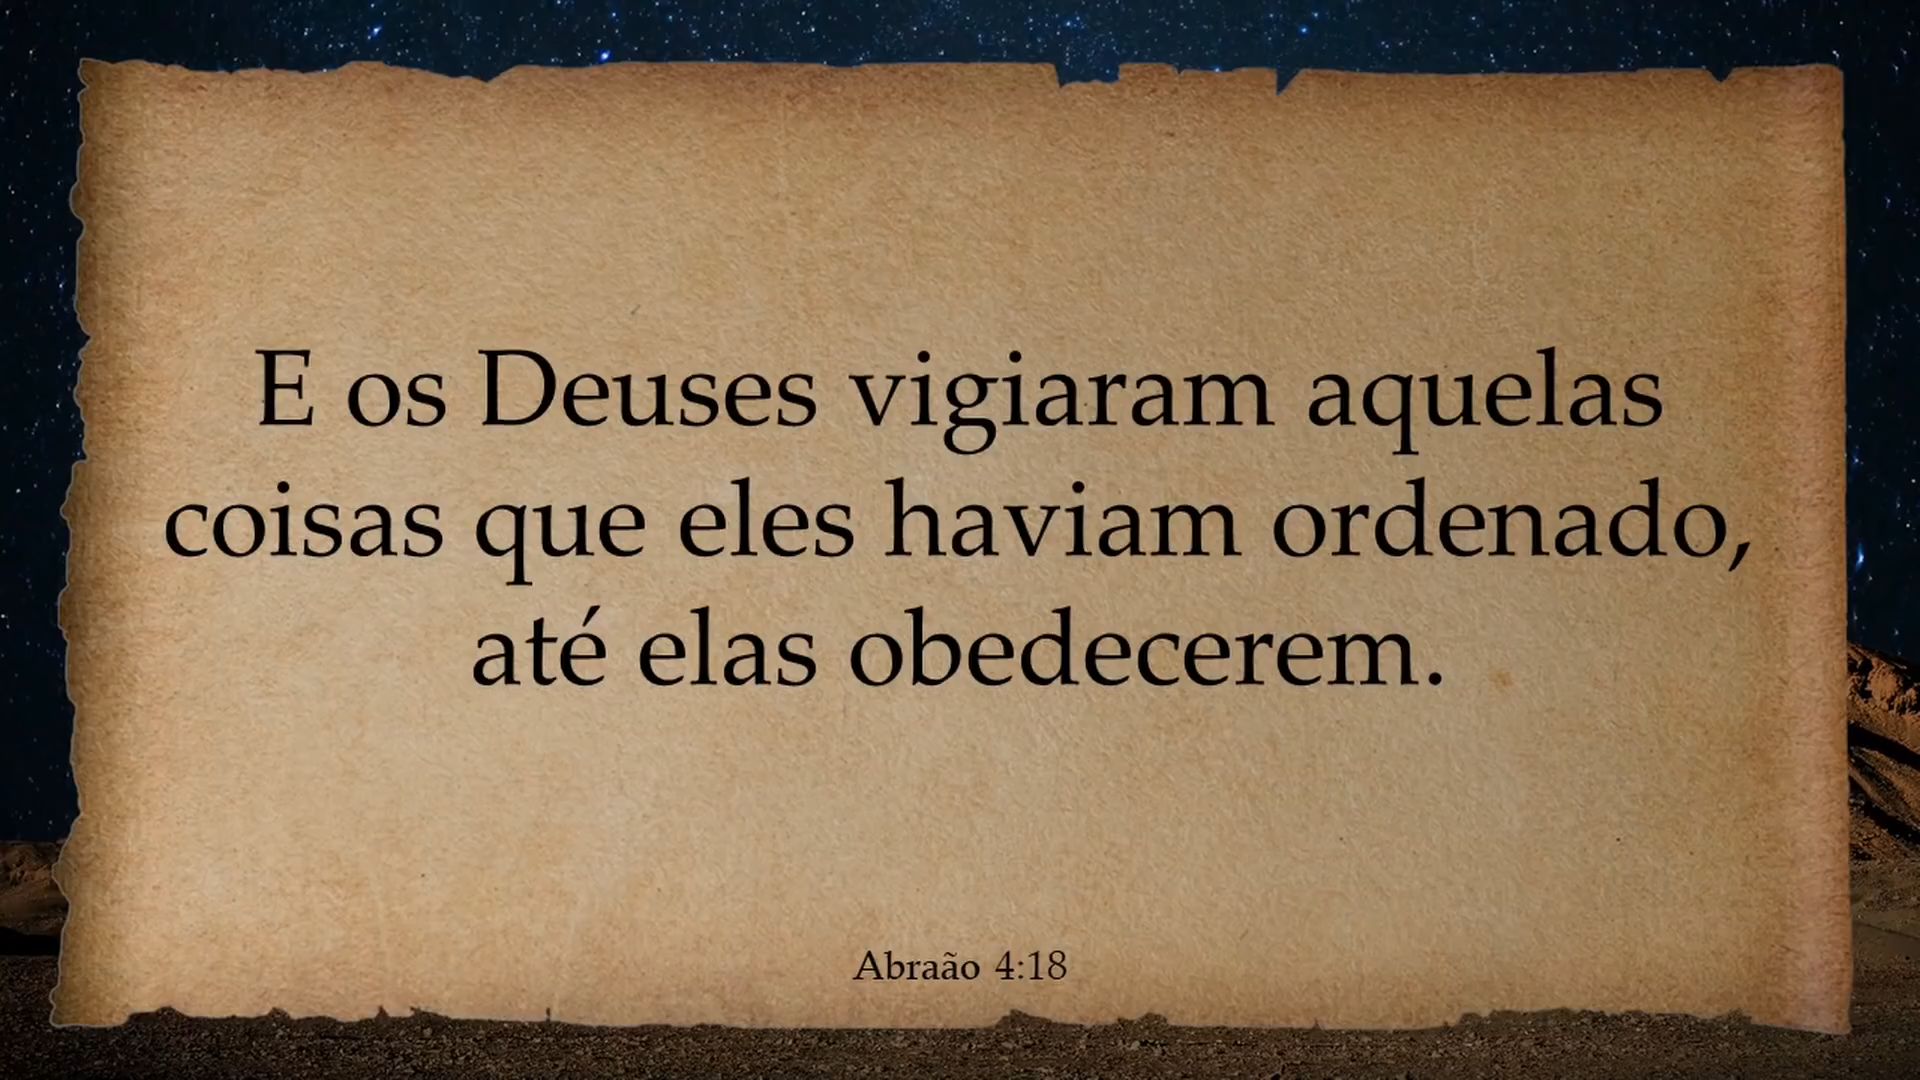 E os Deuses vigiaram aquelas
coisas que eles haviam ordenado,
até elas obedecerem.
Abraão 4:18